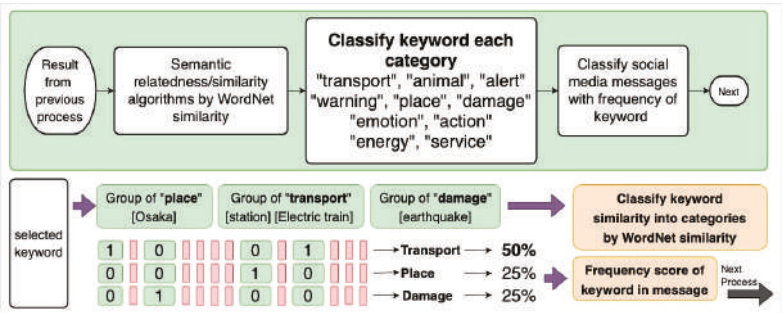 Result
from
previous
process
Semantic
relatedness/similarity
algorithms by WordNet
similarity
Classify keyword each
category
"transport", "animal", "alert"
"warning", "place", "damage"
"emotion", "action"
"energy", "service"
Classify social
media messages
with frequency of
keyword
Next
selected
keyword
Group of "place"
[Osaka]
Group of "transport"
[station] [Electric train]
Group of "damage"
[earthquake]
Classify keyword
similarity into categories
by WordNet similarity
1 0 0 1 Transport 50%
0 0 1 0 Place 25%
0 1 0 0 Damage 25%
Frequency score of
keyword in message
Next
Process